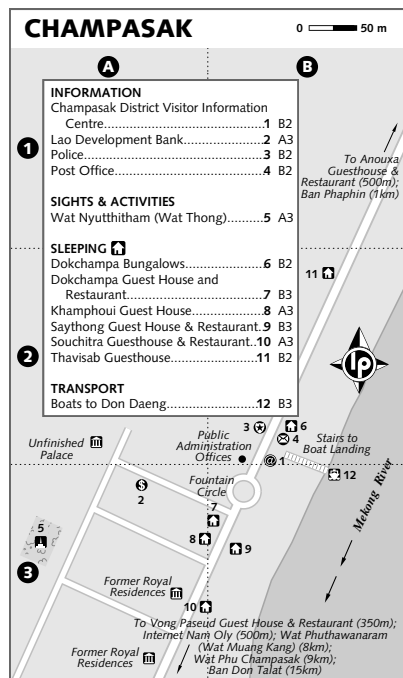 CHAMPASAK
0 50 m
A
B
INFORMATION
Champasak District Visitor Information
Centre.......................................1 B2
Lao Development Bank................2 A3
Police...........................................3 B2
Post Office...................................4 B2
SIGHTS & ACTIVITIES
Wat Nyutthitham (Wat Thong)........5 A3
SLEEPING
Dokchampa Bungalows.................6 B2
Dokchampa Guest House and
Restaurant.................................7 B3
Khamphoui Guest House...............8 A3
Saythong Guest House & Restaurant..9 B3
Souchitra Guesthouse & Restaurant..10 A3
Thavisab Guesthouse....................11 B2
TRANSPORT
Boats to Don Daeng......................12 B3
1
2
3
To Anouxa
Guesthouse &
Restaurant (500m);
Ban Phaphin (1km)
11
lp
3
6
4
Public
Administration
Offices
Stairs to
Boat Landing
Unfinished
Palace
1
12
Fountain
Circle
2
Mekong River
7
5
8
9
Former Royal
Residences
10
To Vong Paseud Guest House & Restaurant (350m);
Internet Nam Oly (500m); Wat Phuthawanaram
(Wat Muang Kang) (8km);
Wat Phu Champasak (9km);
Ban Don Talat (15km)
Former Royal
Residences